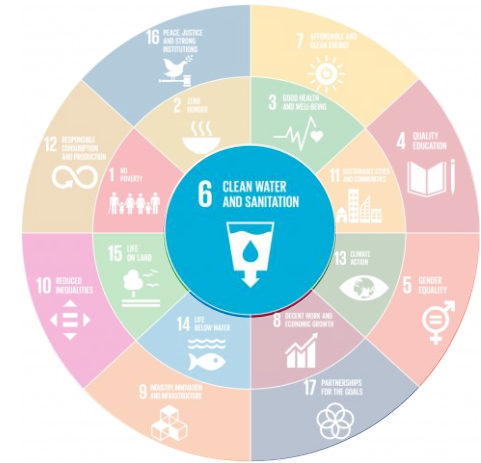 16 PEACE, JUSTICE
AND STRONG
INSTITUTIONS
7 AFFORDABLE AND
CLEAN ENERGY
2 ZERO
HUNGER
3 GOOD HEALTH
AND WELL-BEING
12 RESPONSIBLE
CONSUMPTION
AND PRODUCTION
4 QUALITY
EDUCATION
1 NO
POVERTY
11 SUSTAINABLE CITIES
AND COMMUNITIES
6 CLEAN WATER
AND SANITATION
15 LIFE
ON LAND
13 CLIMATE
ACTION
10 REDUCED
INEQUALITIES
5 GENDER
EQUALITY
14 LIFE
BELOW WATER
8 DECENT WORK AND
ECONOMIC GROWTH
9 INDUSTRY, INNOVATION
AND INFRASTRUCTURE
17 PARTNERSHIPS
FOR THE GOALS